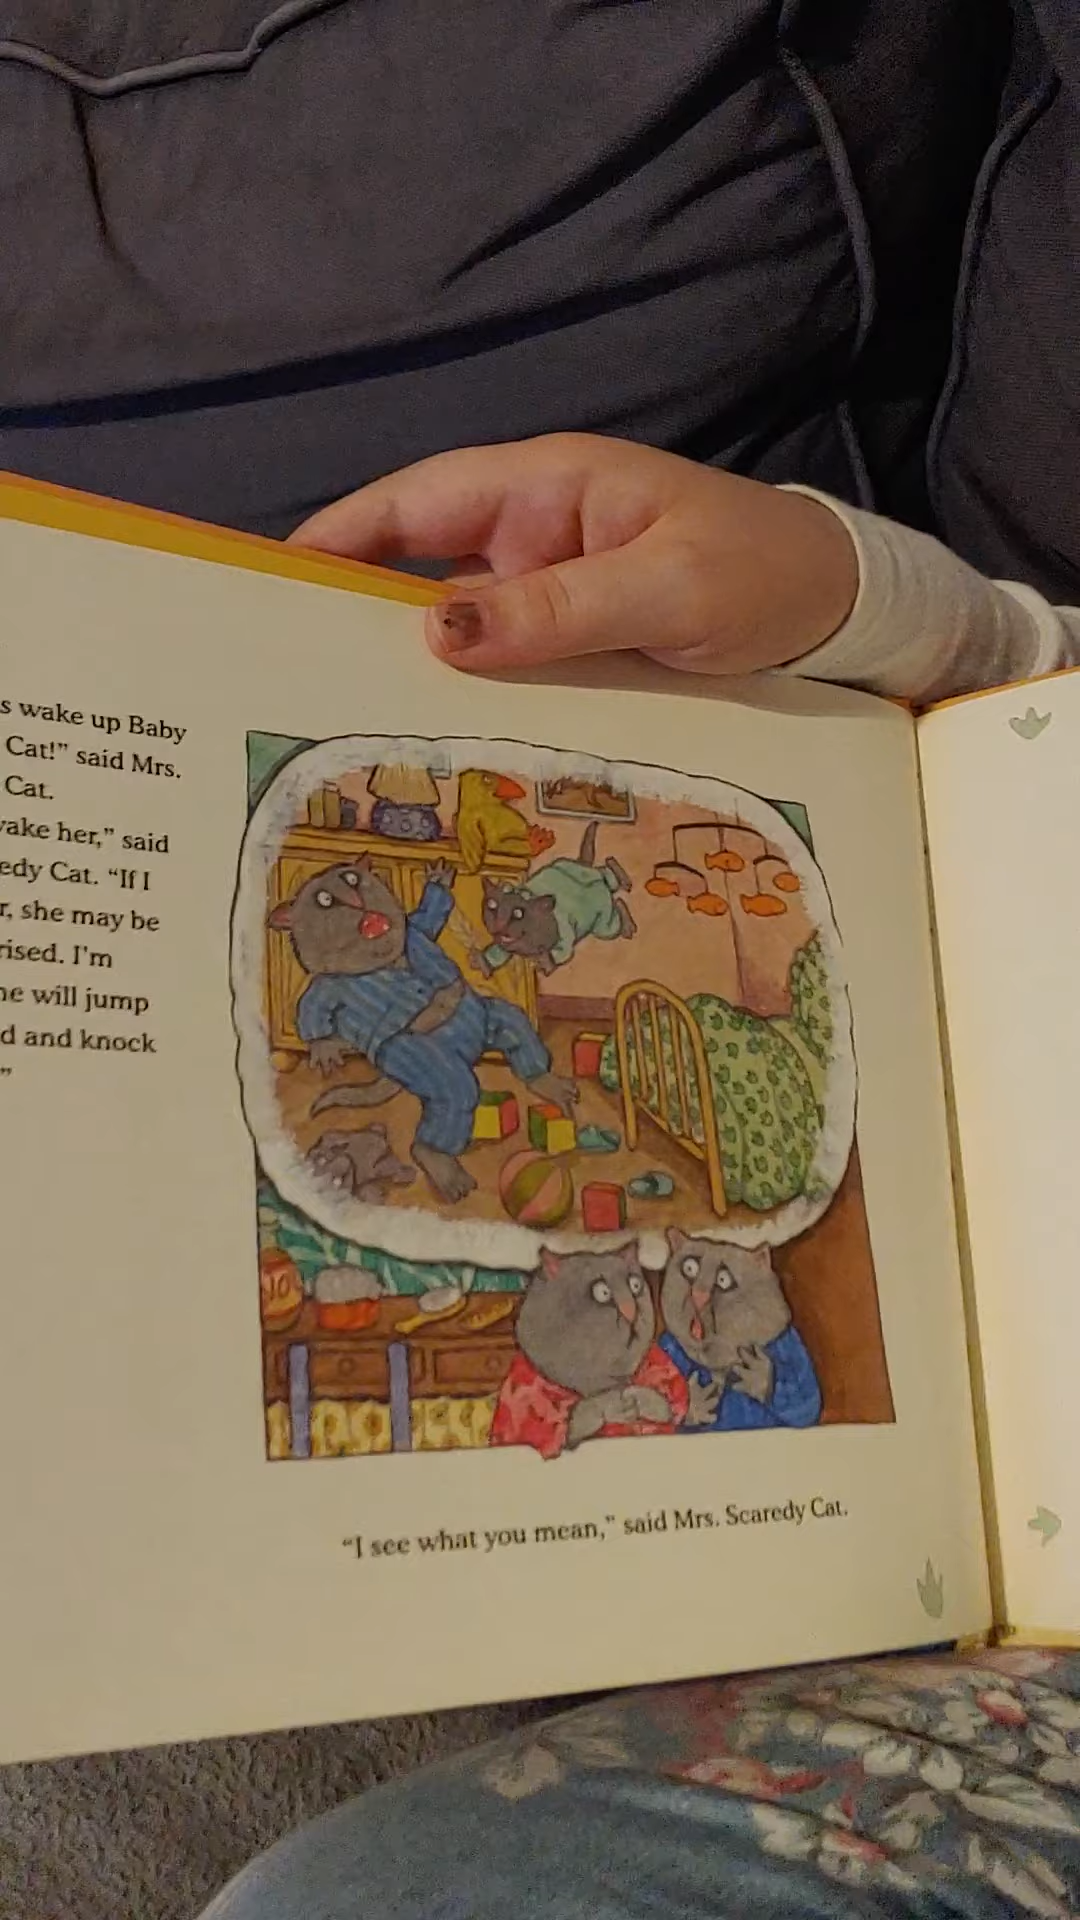 s wake up Baby
Cat!” said Mrs.
Cat.
wake her,” said
edy Cat. “If I
r, she may be
rised. I'm
he will jump
d and knock
”
“I see what you mean,” said Mrs. Scaredy Cat.